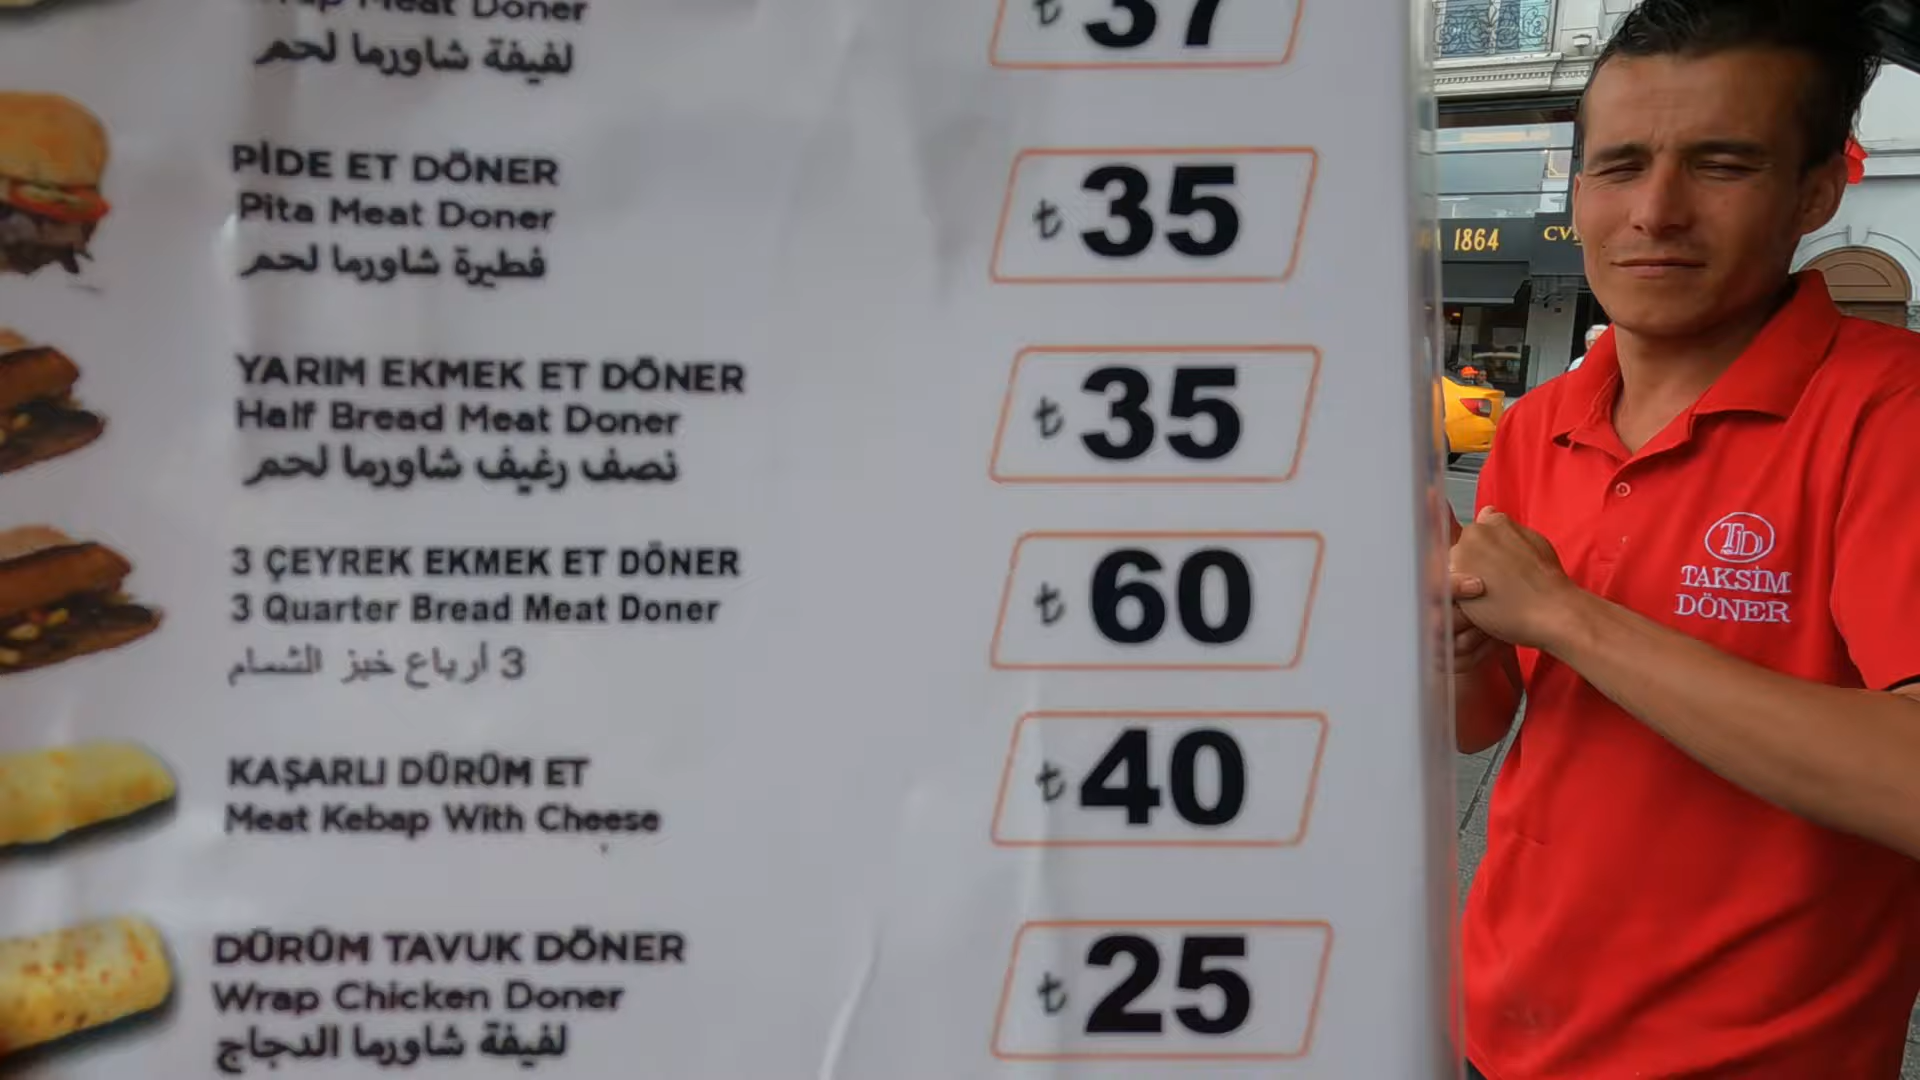 Wrap Meat Doner
لفيفة شاورما لحم
₺ 37
PİDE ET DÖNER
Pita Meat Doner
فطيرة شاورما لحم
₺ 35
YARIM EKMEK ET DÖNER
Half Bread Meat Doner
نصف رغيف شاورما لحم
₺ 35
3 ÇEYREK EKMEK ET DÖNER
3 Quarter Bread Meat Doner
3 أرباع خبز الشسام
₺ 60
KAŞARLI DÜRÜM ET
Meat Kebap With Cheese
₺ 40
DÜRÜM TAVUK DÖNER
Wrap Chicken Doner
لفيفة شاورما الدجاج
₺ 25
1864
TD
TAKSİM
DÖNER